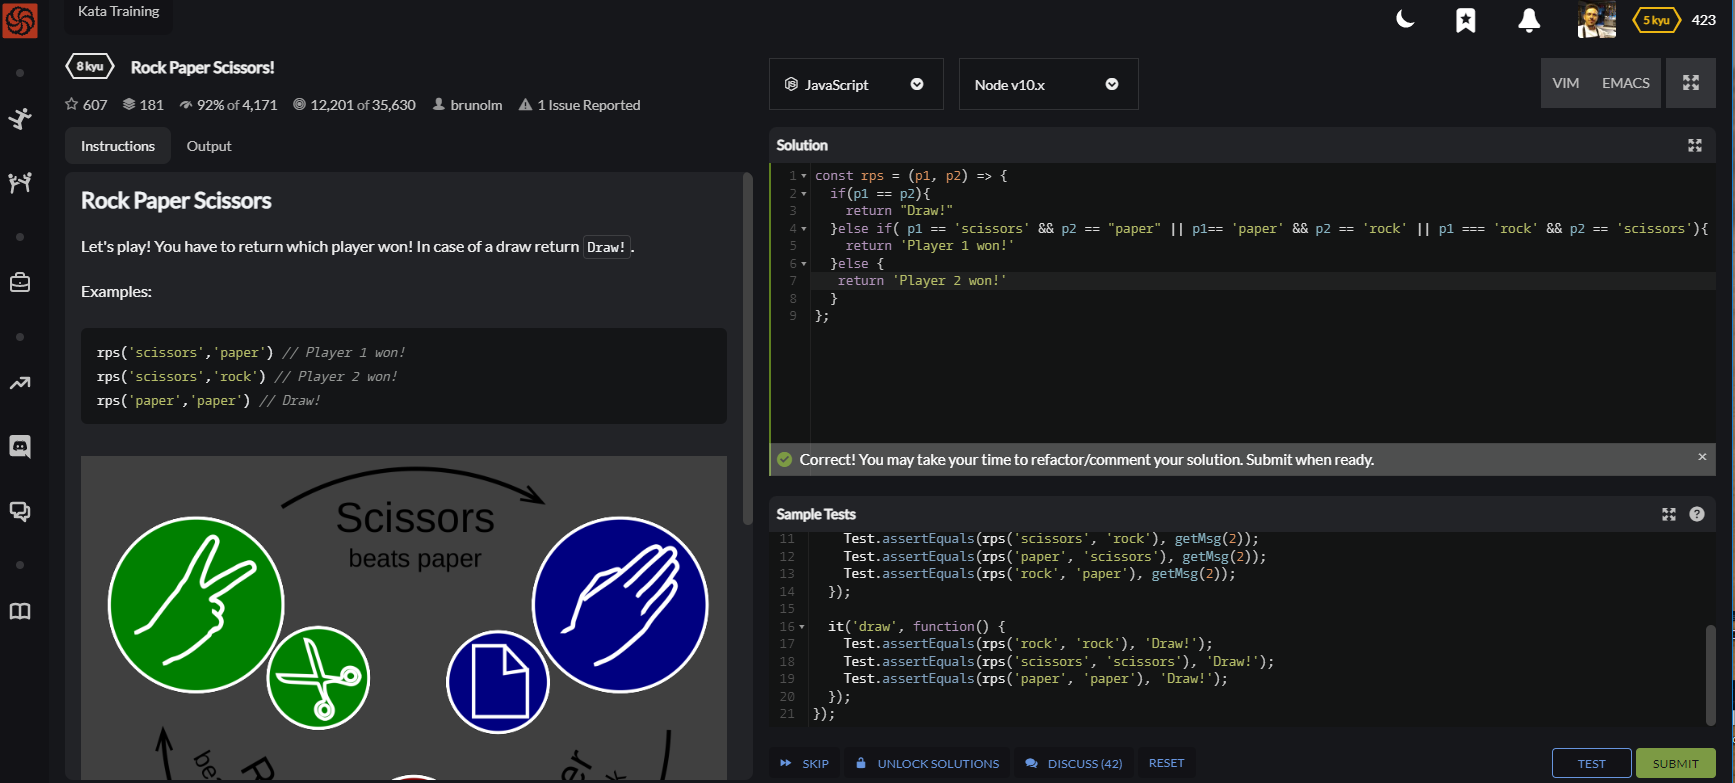 Kata Training
5 kyu
423
8 kyu
Rock Paper Scissors!
607 181 92% of 4,171 12,201 of 35,630 brunolm 1 Issue Reported
Instructions Output
Rock Paper Scissors
Let's play! You have to return which player won! In case of a draw return Draw!.
Examples:
rps('scissors','paper') // Player 1 won!
rps('scissors','rock') // Player 2 won!
rps('paper','paper') // Draw!
Scissors
beats paper
JavaScript
Node v10.x
VIM EMACS
Solution
1 const rps = (p1, p2) => {
2 if(p1 == p2){
3 return "Draw!"
4 }else if( p1 == 'scissors' && p2 == "paper" || p1== 'paper' && p2 == 'rock' || p1 === 'rock' && p2 == 'scissors'){
5 return 'Player 1 won!'
6 }else {
7 return 'Player 2 won!'
8 }
9 };
Correct! You may take your time to refactor/comment your solution. Submit when ready.
Sample Tests
11 Test.assertEquals(rps('scissors', 'rock'), getMsg(2));
12 Test.assertEquals(rps('paper', 'scissors'), getMsg(2));
13 Test.assertEquals(rps('rock', 'paper'), getMsg(2));
14 });
15
16 it('draw', function() {
17 Test.assertEquals(rps('rock', 'rock'), 'Draw!');
18 Test.assertEquals(rps('scissors', 'scissors'), 'Draw!');
19 Test.assertEquals(rps('paper', 'paper'), 'Draw!');
20 });
21 });
SKIP UNLOCK SOLUTIONS DISCUSS (42) RESET
TEST SUBMIT